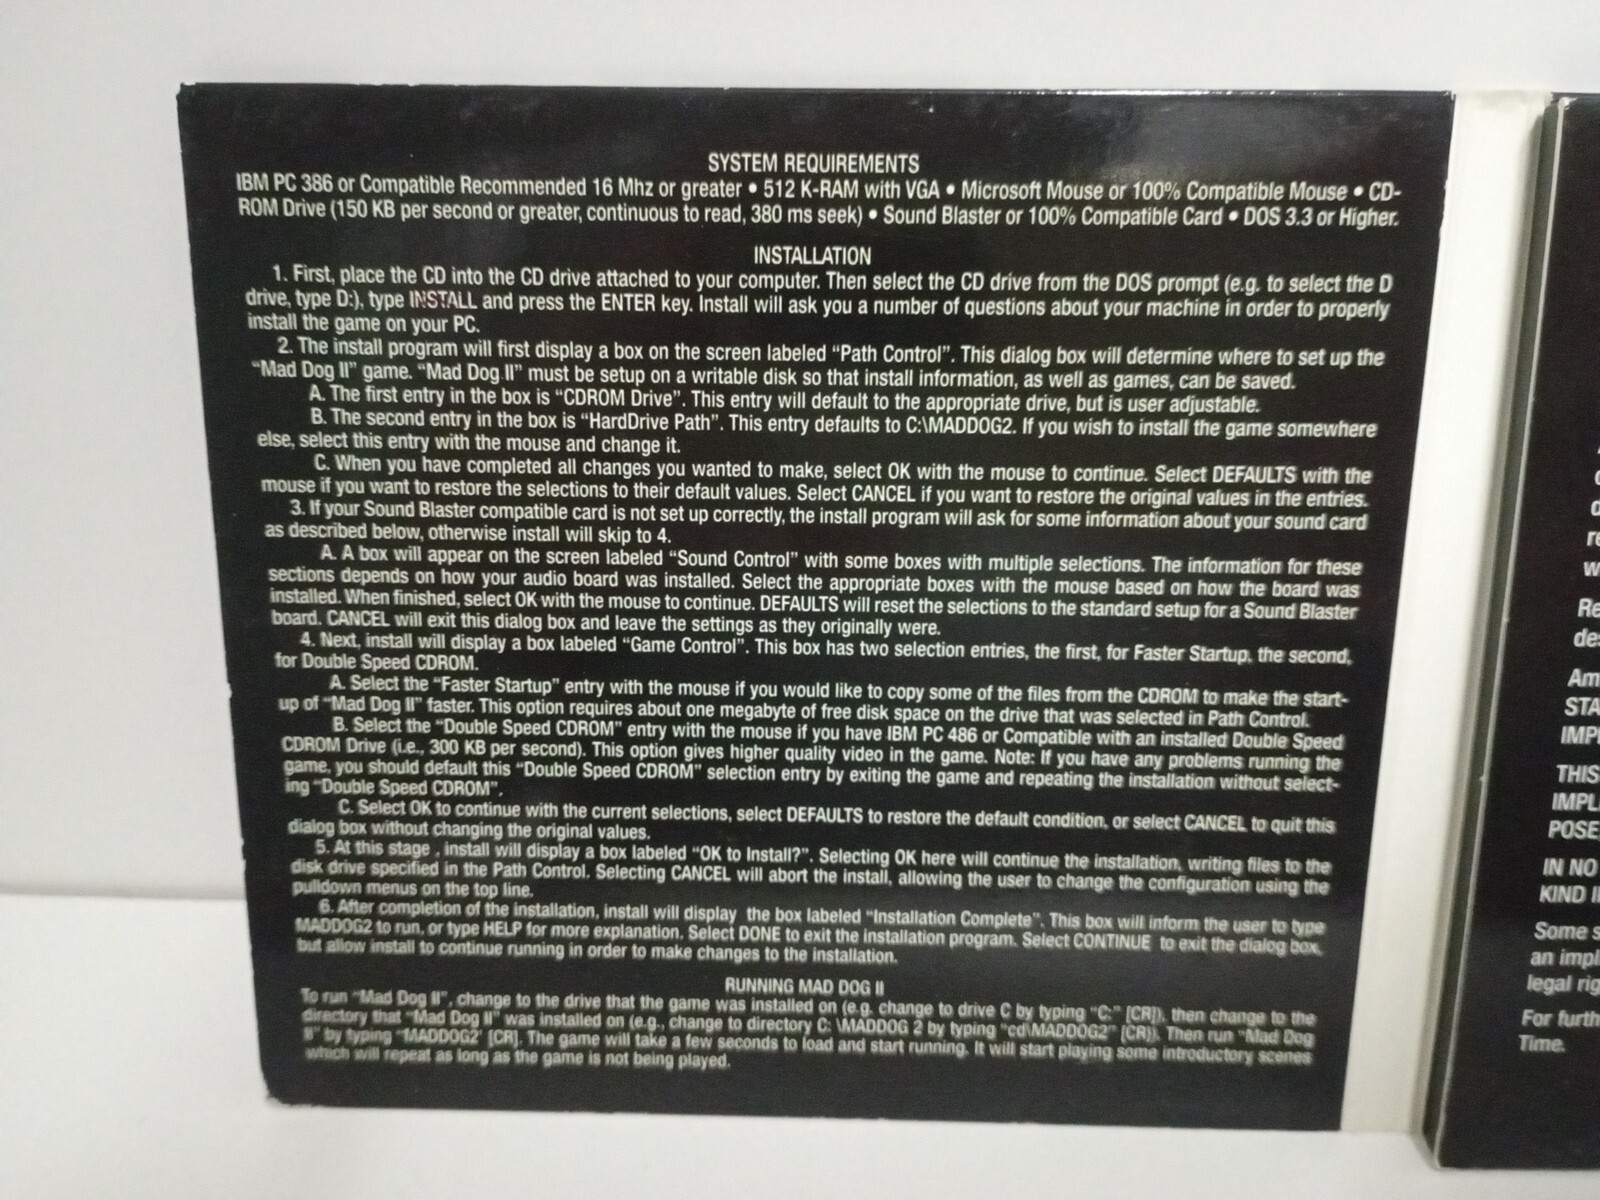 SYSTEM REQUIREMENTS
IBM PC 386 or Compatible Recommended 16 Mhz or greater • 512 K-RAM with VGA • Microsoft Mouse or 100% Compatible Mouse • CD-
ROM Drive (150 KB per second or greater, continuous to read, 380 ms seek) • Sound Blaster or 100% Compatible Card • DOS 3.3 or Higher.
INSTALLATION
1. First, place the CD into the CD drive attached to your computer. Then select the CD drive from the DOS prompt (e.g. to select the D
drive, type D:), type INSTALL and press the ENTER key. Install will ask you a number of questions about your machine in order to properly
install the game on your PC.
2. The install program will first display a box on the screen labeled “Path Control”. This dialog box will determine where to set up the
“Mad Dog II” game. “Mad Dog II” must be setup on a writable disk so that install information, as well as games, can be saved.
A. The first entry in the box is “CDROM Drive”. This entry will default to the appropriate drive, but is user adjustable.
B. The second entry in the box is “HardDrive Path”. This entry defaults to C:\MADDOG2. If you wish to install the game somewhere
else, select this entry with the mouse and change it.
C. When you have completed all changes you wanted to make, select OK with the mouse to continue. Select DEFAULTS with the
mouse if you want to restore the selections to their default values. Select CANCEL if you want to restore the original values in the entries.
3. If your Sound Blaster compatible card is not set up correctly, the install program will ask for some information about your sound card
as described below, otherwise install will skip to 4.
A. A box will appear on the screen labeled “Sound Control” with some boxes with multiple selections. The information for these
sections depends on how your audio board was installed. Select the appropriate boxes with the mouse based on how the board was
installed. When finished, select OK with the mouse to continue. DEFAULTS will reset the selections to the standard setup for a Sound Blaster
board. CANCEL will exit this dialog box and leave the settings as they originally were.
4. Next, install will display a box labeled “Game Control”. This box has two selection entries, the first, for Faster Startup, the second,
for Double Speed CDROM.
A. Select the “Faster Startup” entry with the mouse if you would like to copy some of the files from the CDROM to make the start-
up of “Mad Dog II” faster. This option requires about one megabyte of free disk space on the drive that was selected in Path Control.
B. Select the “Double Speed CDROM” entry with the mouse if you have IBM PC 486 or Compatible with an installed Double Speed
CDROM Drive (i.e., 300 KB per second). This option gives higher quality video in the game. Note: If you have any problems running the
game, you should default this “Double Speed CDROM” selection entry by exiting the game and repeating the installation without select-
ing “Double Speed CDROM”.
C. Select OK to continue with the current selections, select DEFAULTS to restore the default condition, or select CANCEL to quit this
dialog box without changing the original values.
5. At this stage , install will display a box labeled “OK to Install?”. Selecting OK here will continue the installation, writing files to the
disk drive specified in the Path Control. Selecting CANCEL will abort the install, allowing the user to change the configuration using the
pulldown menus on the top line.
6. After completion of the installation, install will display the box labeled “Installation Complete”. This box will inform the user to type
MADDOG2 to run, or type HELP for more explanation. Select DONE to exit the installation program. Select CONTINUE to exit the dialog box,
but allow install to continue running in order to make changes to the installation.
RUNNING MAD DOG II
To run “Mad Dog II”, change to the drive that the game was installed on (e.g. change to drive C by typing “C:” [CR]), then change to the
directory that “Mad Dog II” was installed on (e.g., change to directory C: \MADDOG 2 by typing “cd\MADDOG2” [CR]). Then run “Mad Dog
II” by typing “MADDOG2” [CR]. The game will take a few seconds to load and start running. It will start playing some introductory scenes
which will repeat as long as the game is not being played.
Re
des
Am
STA
IMPL
THIS
IMPL
POSE
IN NO
KIND
Some s
an impl
legal rig
For furth
Time.